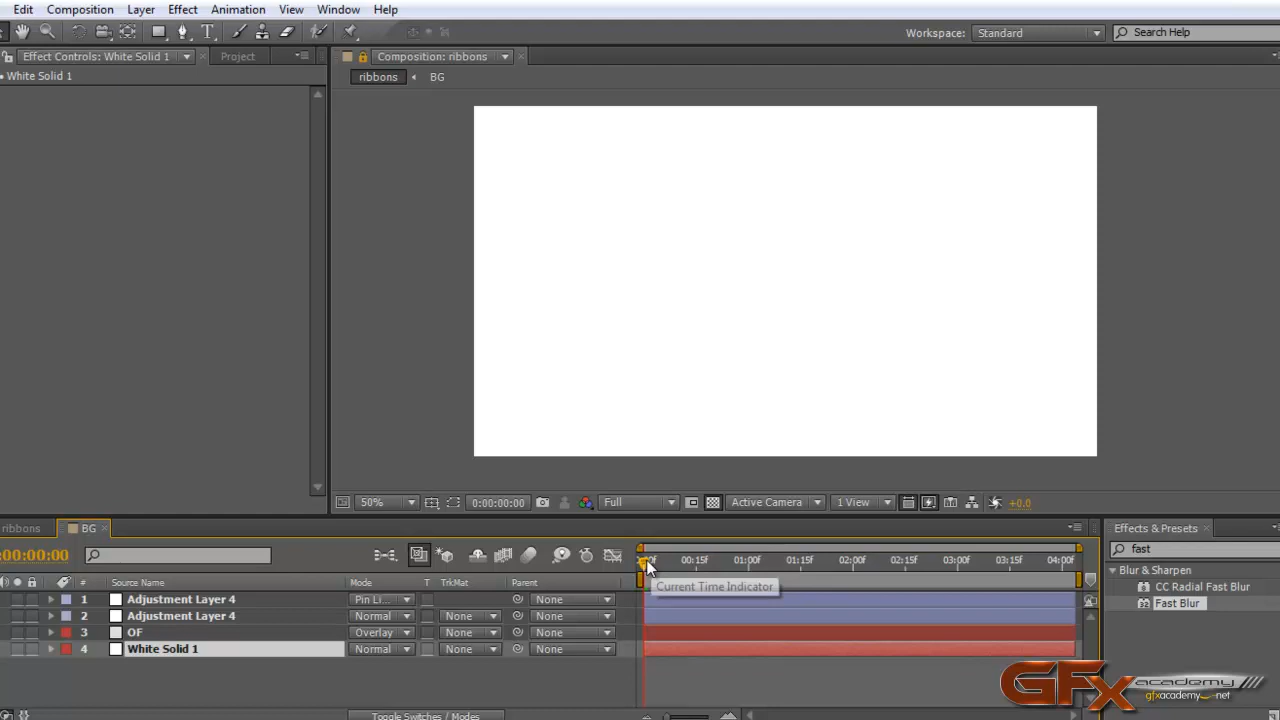 Edit Composition Layer Effect Animation View Window Help
Workspace: Standard Search Help
Effect Controls: White Solid 1 Project Composition: ribbons
White Solid 1 ribbons BG
50% 0:00:00:00 Full Active Camera 1 View +0.0
ribbons BG Effects & Presets
:00:00:00 fast
00:15f 01:00f 01:15f 02:00f 02:15f 03:00f 03:15f 04:00f
Blur & Sharpen
# Source Name Mode T TrkMat Parent
Current Time Indicator
CC Radial Fast Blur
1 Adjustment Layer 4 Pin Li... None
Fast Blur
2 Adjustment Layer 4 Normal None None
3 OF Overlay None None
4 White Solid 1 Normal None None
GFx academy
gfxacademy.net
Toggle Switches / Modes